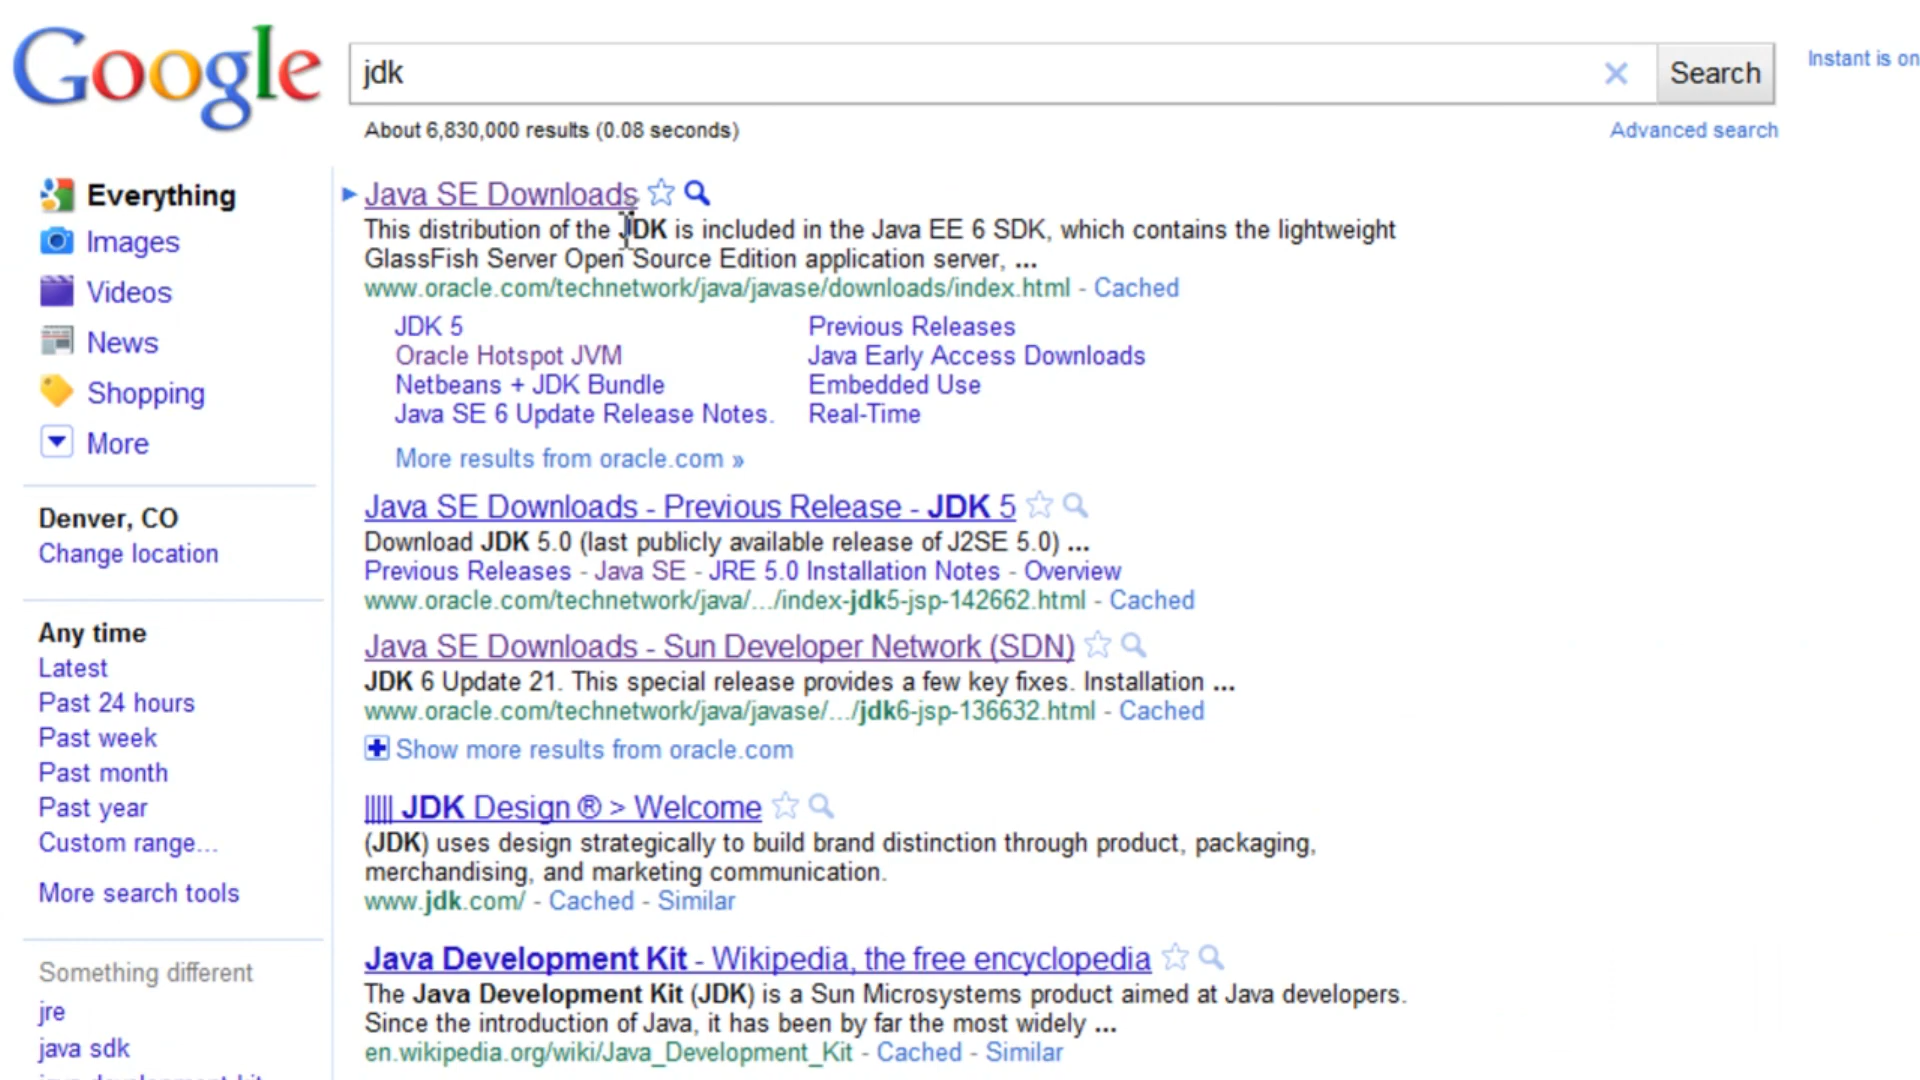 Google
jdk
Search
Instant is on
About 6,830,000 results (0.08 seconds)
Advanced search
Everything
Images
Videos
News
Shopping
More
Denver, CO
Change location
Any time
Latest
Past 24 hours
Past week
Past month
Past year
Custom range...
More search tools
Something different
jre
java sdk
java development kit
Java SE Downloads
This distribution of the JDK is included in the Java EE 6 SDK, which contains the lightweight
GlassFish Server Open Source Edition application server, ...
www.oracle.com/technetwork/java/javase/downloads/index.html - Cached
JDK 5
Previous Releases
Oracle Hotspot JVM
Java Early Access Downloads
Netbeans + JDK Bundle
Embedded Use
Java SE 6 Update Release Notes.
Real-Time
More results from oracle.com »
Java SE Downloads - Previous Release - JDK 5
Download JDK 5.0 (last publicly available release of J2SE 5.0) ...
Previous Releases - Java SE - JRE 5.0 Installation Notes - Overview
www.oracle.com/technetwork/java/.../index-jdk5-jsp-142662.html - Cached
Java SE Downloads - Sun Developer Network (SDN)
JDK 6 Update 21. This special release provides a few key fixes. Installation ...
www.oracle.com/technetwork/java/javase/.../jdk6-jsp-136632.html - Cached
Show more results from oracle.com
||||| JDK Design ® > Welcome
(JDK) uses design strategically to build brand distinction through product, packaging,
merchandising, and marketing communication.
www.jdk.com/ - Cached - Similar
Java Development Kit - Wikipedia, the free encyclopedia
The Java Development Kit (JDK) is a Sun Microsystems product aimed at Java developers.
Since the introduction of Java, it has been by far the most widely ...
en.wikipedia.org/wiki/Java_Development_Kit - Cached - Similar